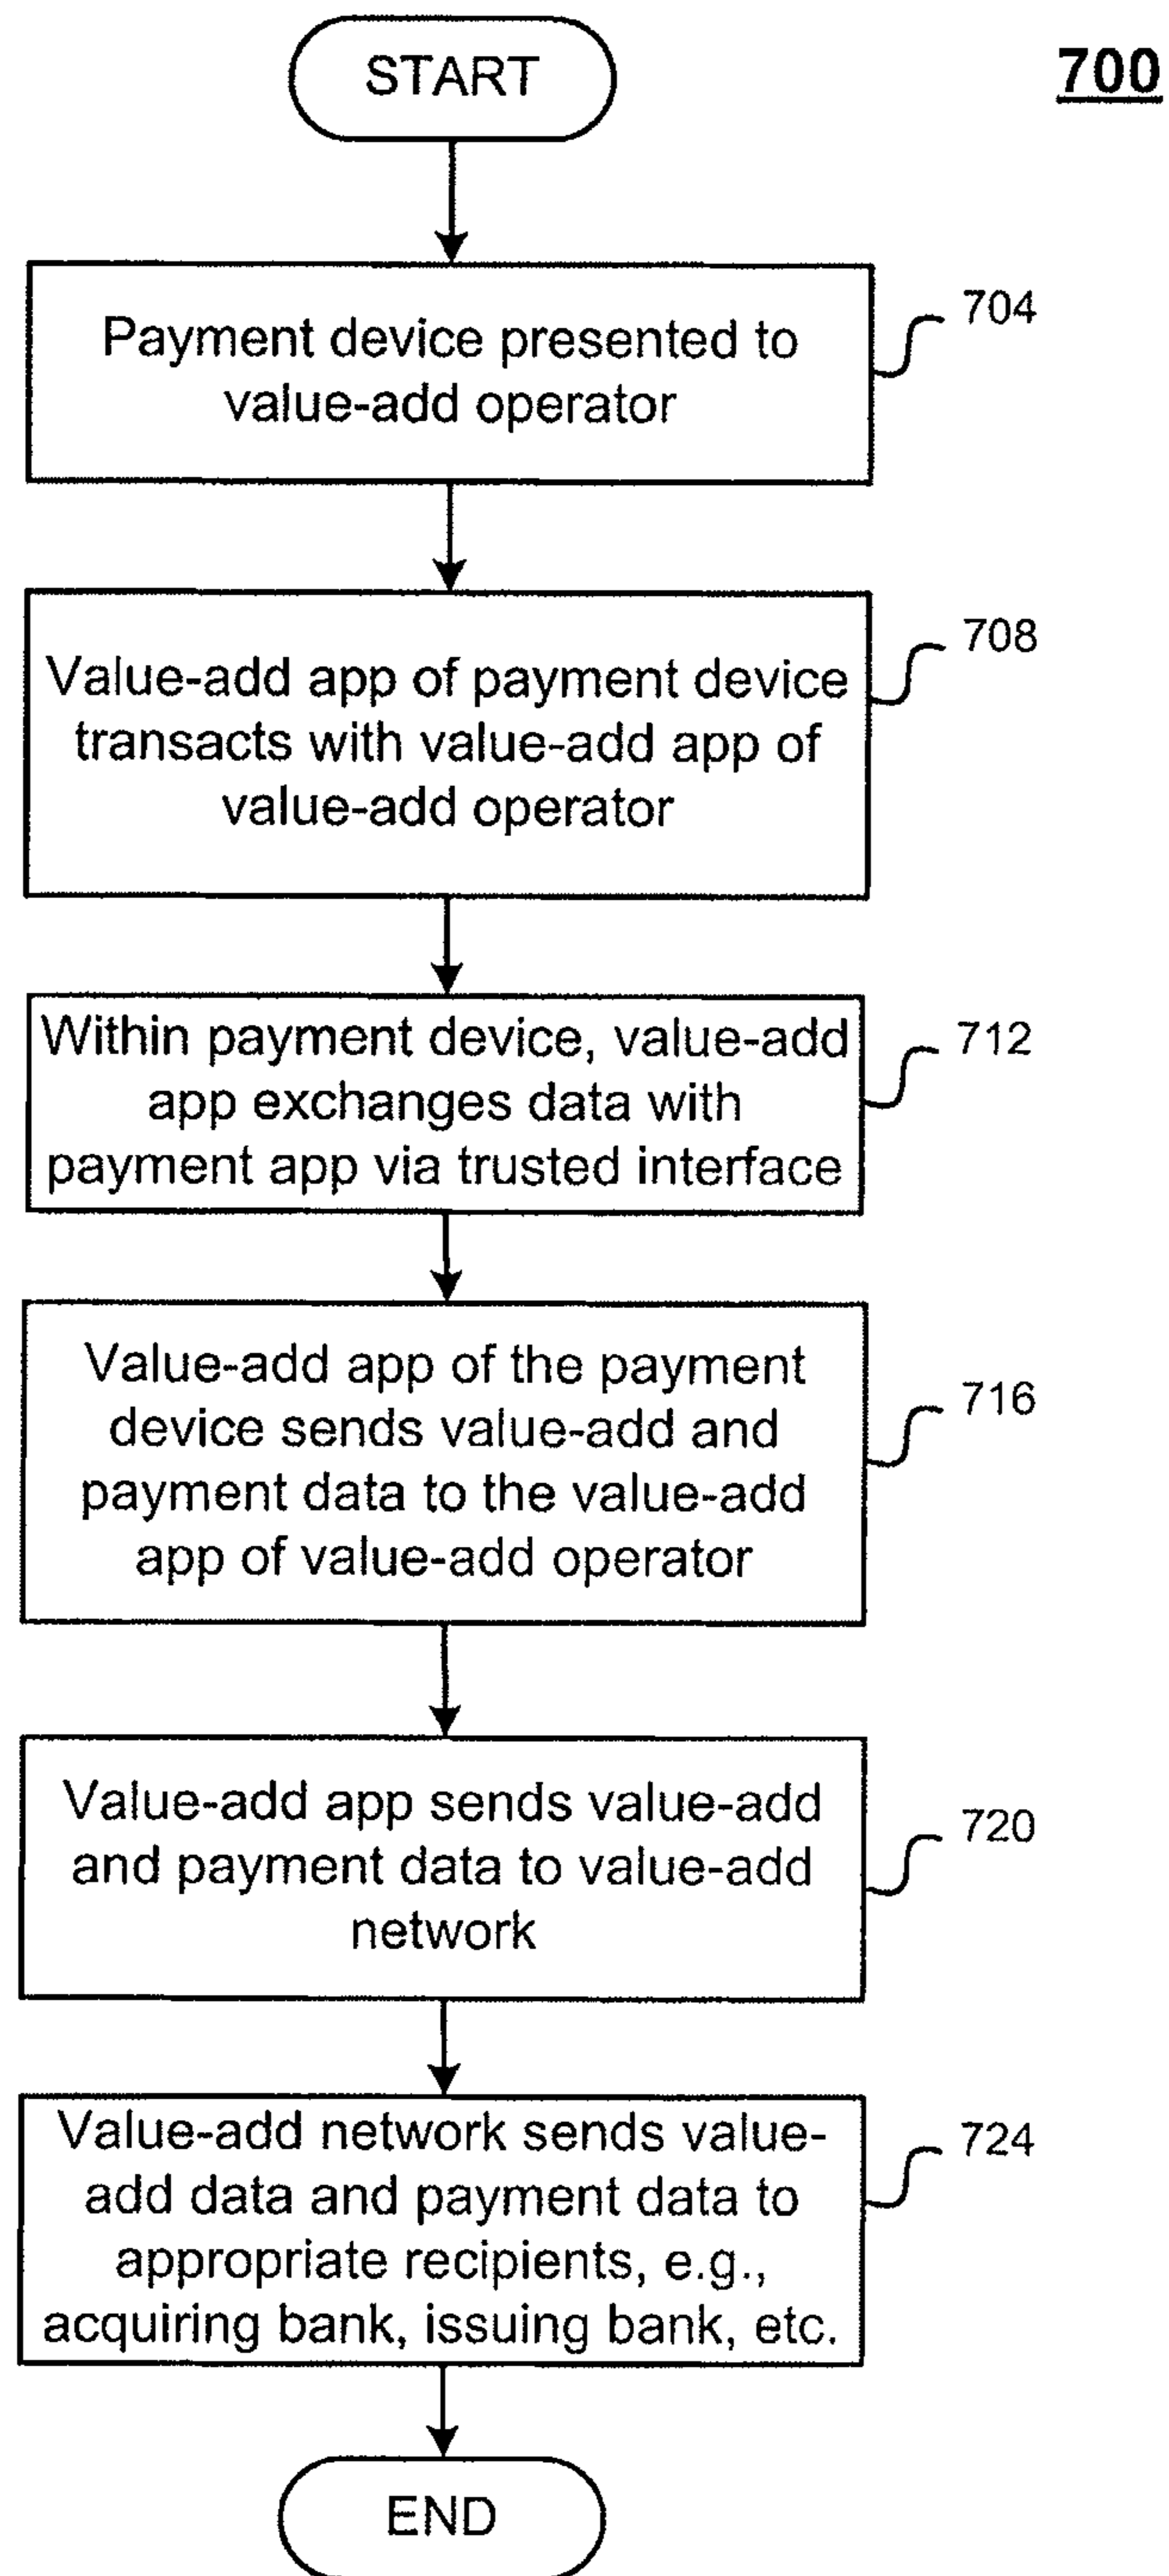 START
700
Payment device presented to
value-add operator
704
Value-add app of payment device
transacts with value-add app of
value-add operator
708
Within payment device, value-add
app exchanges data with
payment app via trusted interface
712
Value-add app of the payment
device sends value-add and
payment data to the value-add
app of value-add operator
716
Value-add app sends value-add
and payment data to value-add
network
720
Value-add network sends value-
add data and payment data to
appropriate recipients, e.g.,
acquiring bank, issuing bank, etc.
724
END